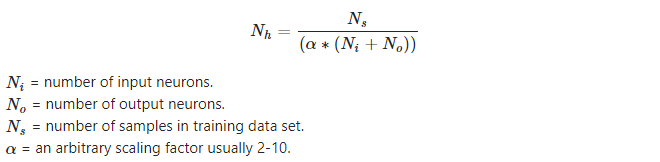 N_h = N_s / (α * (N_i + N_o))
N_i = number of input neurons.
N_o = number of output neurons.
N_s = number of samples in training data set.
α = an arbitrary scaling factor usually 2-10.